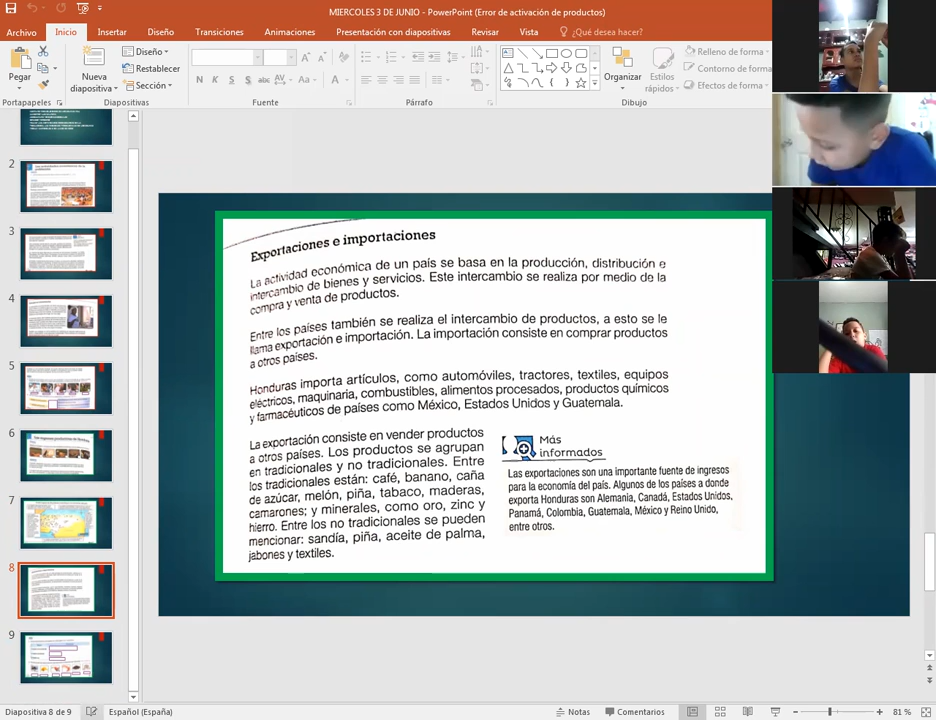 MIERCOLES 3 DE JUNIO - PowerPoint (Error de activación de productos)
Archivo Inicio Insertar Diseño Transiciones Animaciones Presentación con diapositivas Revisar Vista ¿Qué desea hacer?
Pegar
Nueva diapositiva
Diseño
Restablecer
Sección
N K S abc AV Aa A
Organizar
Estilos rápidos
Relleno de forma
Contorno de forma
Efectos de forma
Portapapeles Diapositivas Fuente Párrafo Dibujo
2
3
4
5
6
7
8
9
Exportaciones e importaciones
La actividad económica de un país se basa en la producción, distribución e
intercambio de bienes y servicios. Este intercambio se realiza por medio de la
compra y venta de productos.
Entre los países también se realiza el intercambio de productos, a esto se le
llama exportación e importación. La importación consiste en comprar productos
a otros países.
Honduras importa artículos, como automóviles, tractores, textiles, equipos
eléctricos, maquinaria, combustibles, alimentos procesados, productos químicos
y farmacéuticos de países como México, Estados Unidos y Guatemala.
La exportación consiste en vender productos
a otros países. Los productos se agrupan
en tradicionales y no tradicionales. Entre
los tradicionales están: café, banano, caña
de azúcar, melón, piña, tabaco, maderas,
camarones; y minerales, como oro, zinc y
hierro. Entre los no tradicionales se pueden
mencionar: sandía, piña, aceite de palma,
jabones y textiles.
Más
informados
Las exportaciones son una importante fuente de ingresos
para la economía del país. Algunos de los países a donde
exporta Honduras son Alemania, Canadá, Estados Unidos,
Panamá, Colombia, Guatemala, México y Reino Unido,
entre otros.
Diapositiva 8 de 9 Español (España) Notas Comentarios 81 %